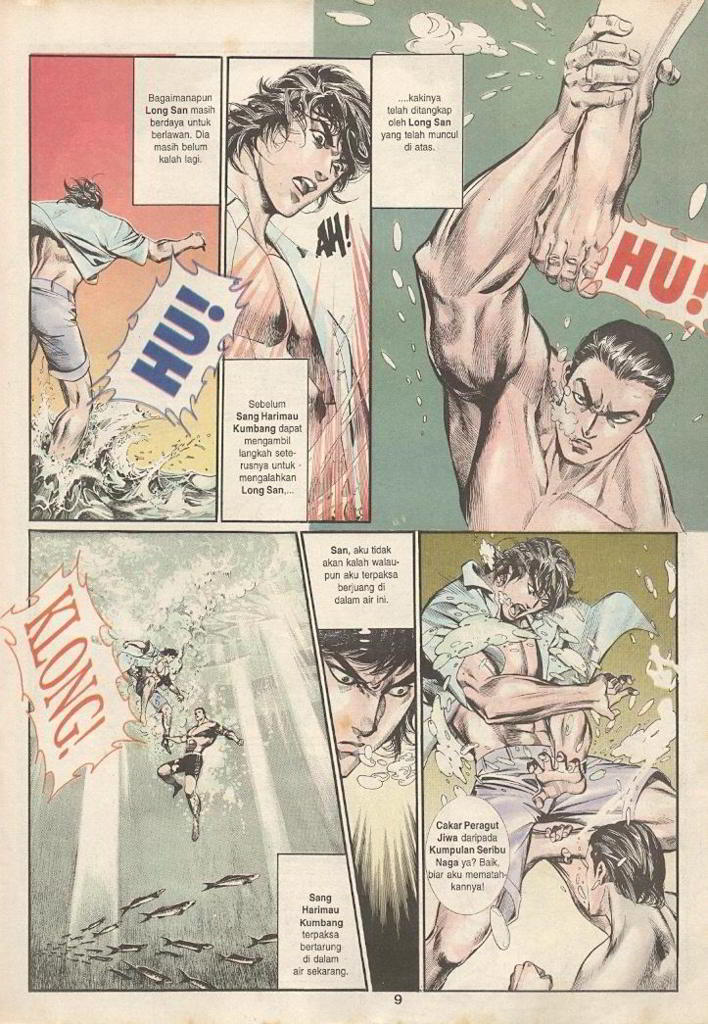 Bagaimanapun
Long San masih
berdaya untuk
berlawan. Dia
masih belum
kalah lagi.
HU!
AH!
Sebelum
Sang Harimau
Kumbang dapat
mengambil
langkah sete-
rusnya untuk
mengalahkan
Long San,...
....kakinya
telah ditangkap
oleh Long San
yang telah muncul
di atas.
HU!
KLONG!
Sang
Harimau
Kumbang
terpaksa
bertarung di
dalam air
sekarang.
San, aku tidak
akan kalah walau-
pun aku terpaksa
berjuang di
dalam air ini.
Cakar Peragut
Jiwa daripada
Kumpulan Seribu
Naga ya? Baik,
biar aku mematah-
kannya!
9